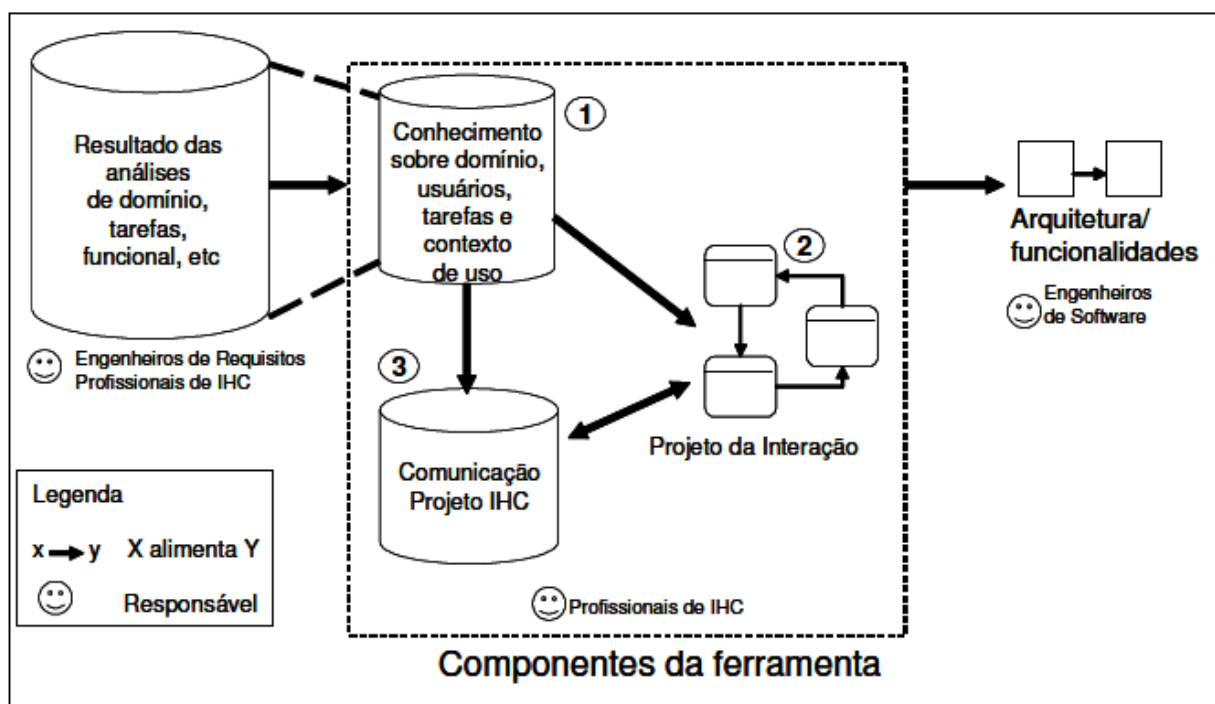 Resultado das
análises
de domínio,
tarefas,
funcional, etc
Engenheiros de Requisitos
Profissionais de IHC
1
Conhecimento
sobre domínio,
usuários,
tarefas e
contexto
de uso
2
Projeto da Interação
3
Comunicação
Projeto IHC
Profissionais de IHC
Componentes da ferramenta
Arquitetura/
funcionalidades
Engenheiros
de Software
Legenda
x y X alimenta Y
Responsável